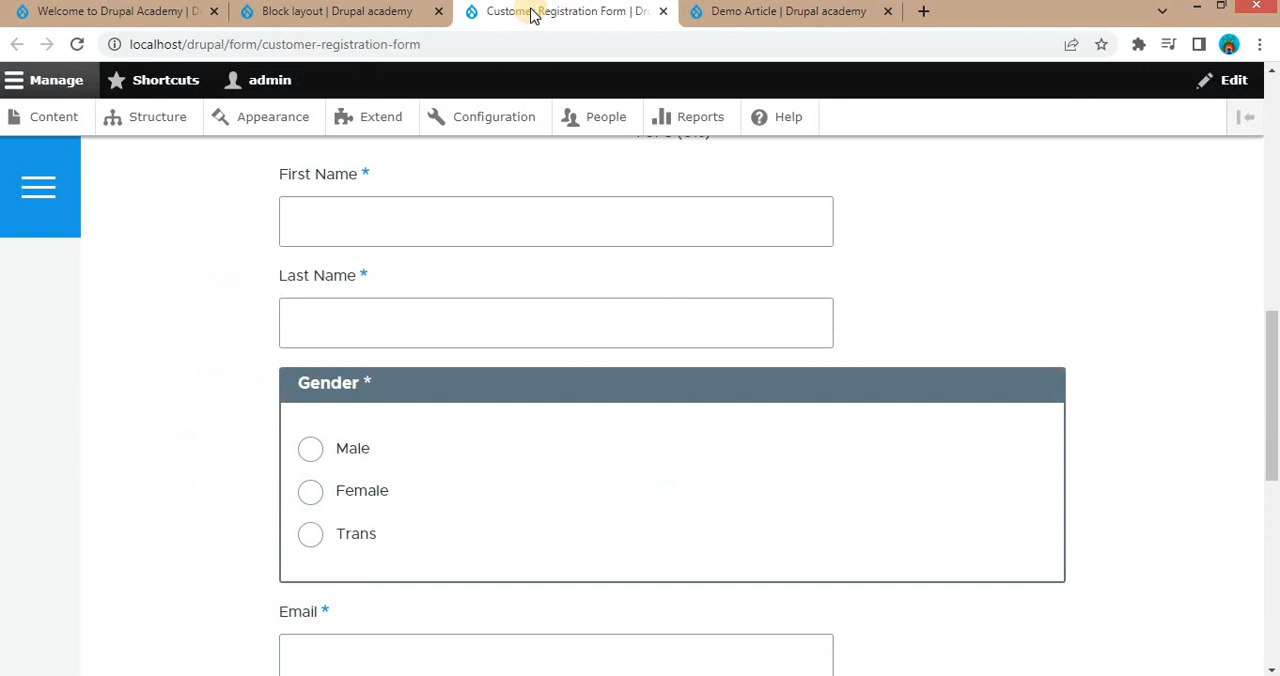 Welcome to Drupal Academy | D
Block layout | Drupal academy
Customer Registration Form | Dru
Demo Article | Drupal academy
localhost/drupal/form/customer-registration-form
Manage
Shortcuts
admin
Edit
Content
Structure
Appearance
Extend
Configuration
People
Reports
Help
First Name *
Last Name *
Gender *
Male
Female
Trans
Email *